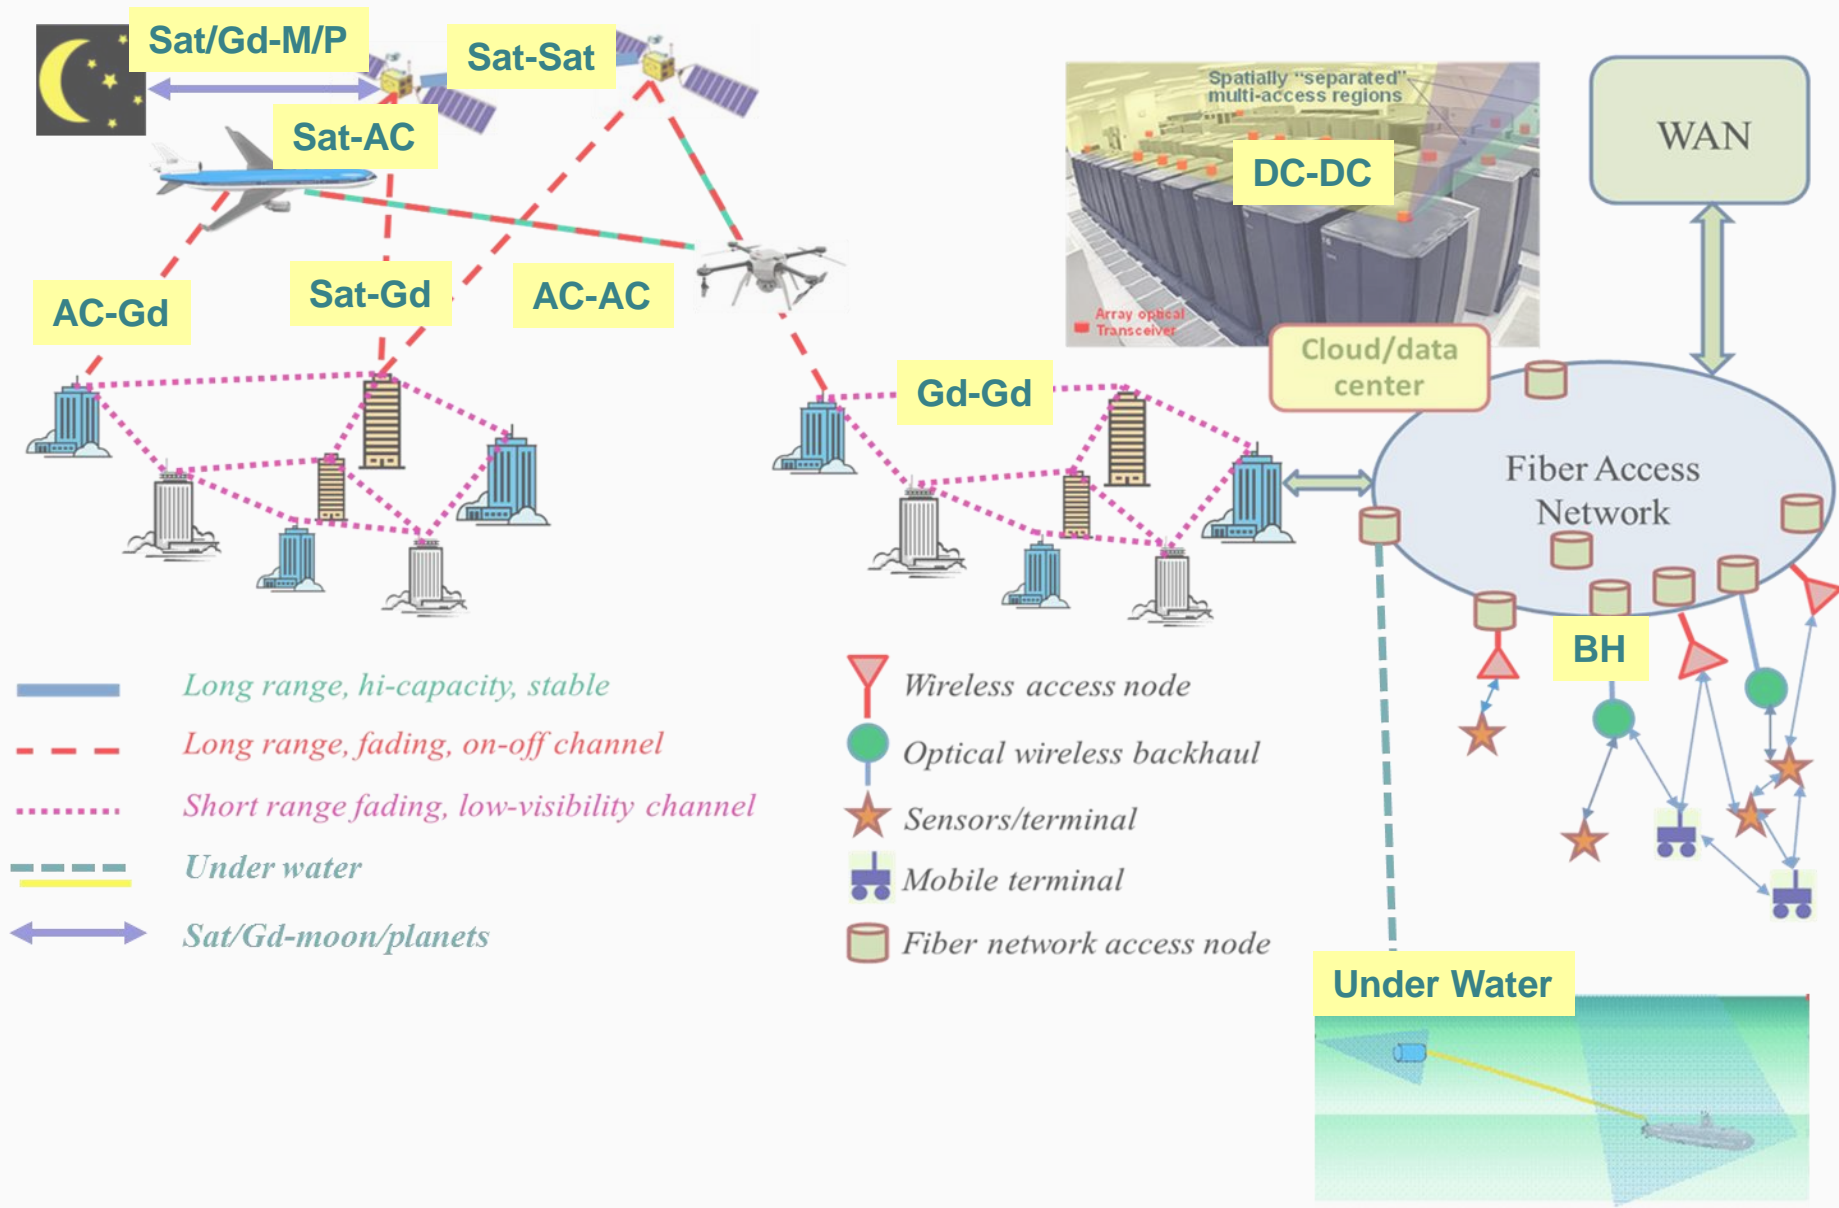 Sat/Gd-M/P
Sat-Sat
Sat-AC
AC-Gd
Sat-Gd
AC-AC
Spatially “separated”
multi-access regions
DC-DC
Array optical
Transceiver
WAN
Cloud/data
center
Gd-Gd
Fiber Access
Network
BH
Long range, hi-capacity, stable
Long range, fading, on-off channel
Short range fading, low-visibility channel
Under water
Sat/Gd-moon/planets
Wireless access node
Optical wireless backhaul
Sensors/terminal
Mobile terminal
Fiber network access node
Under Water